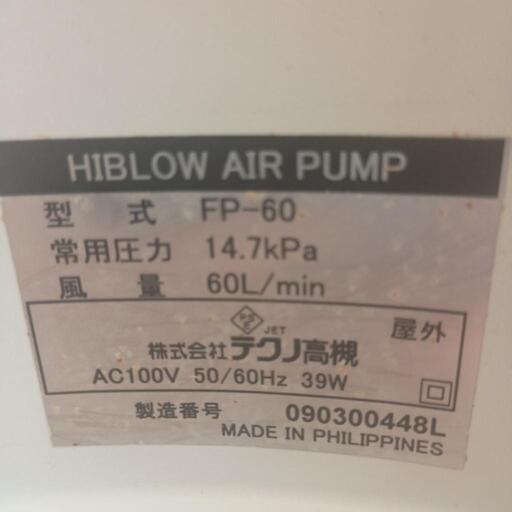 HIBLOW AIR PUMP
型 式 FP-60
常用圧力 14.7kPa
風 量 60L/min
PSE JET 屋外
株式会社テクノ高槻
AC100V 50/60Hz 39W
製造番号 090300448L
MADE IN PHILIPPINES